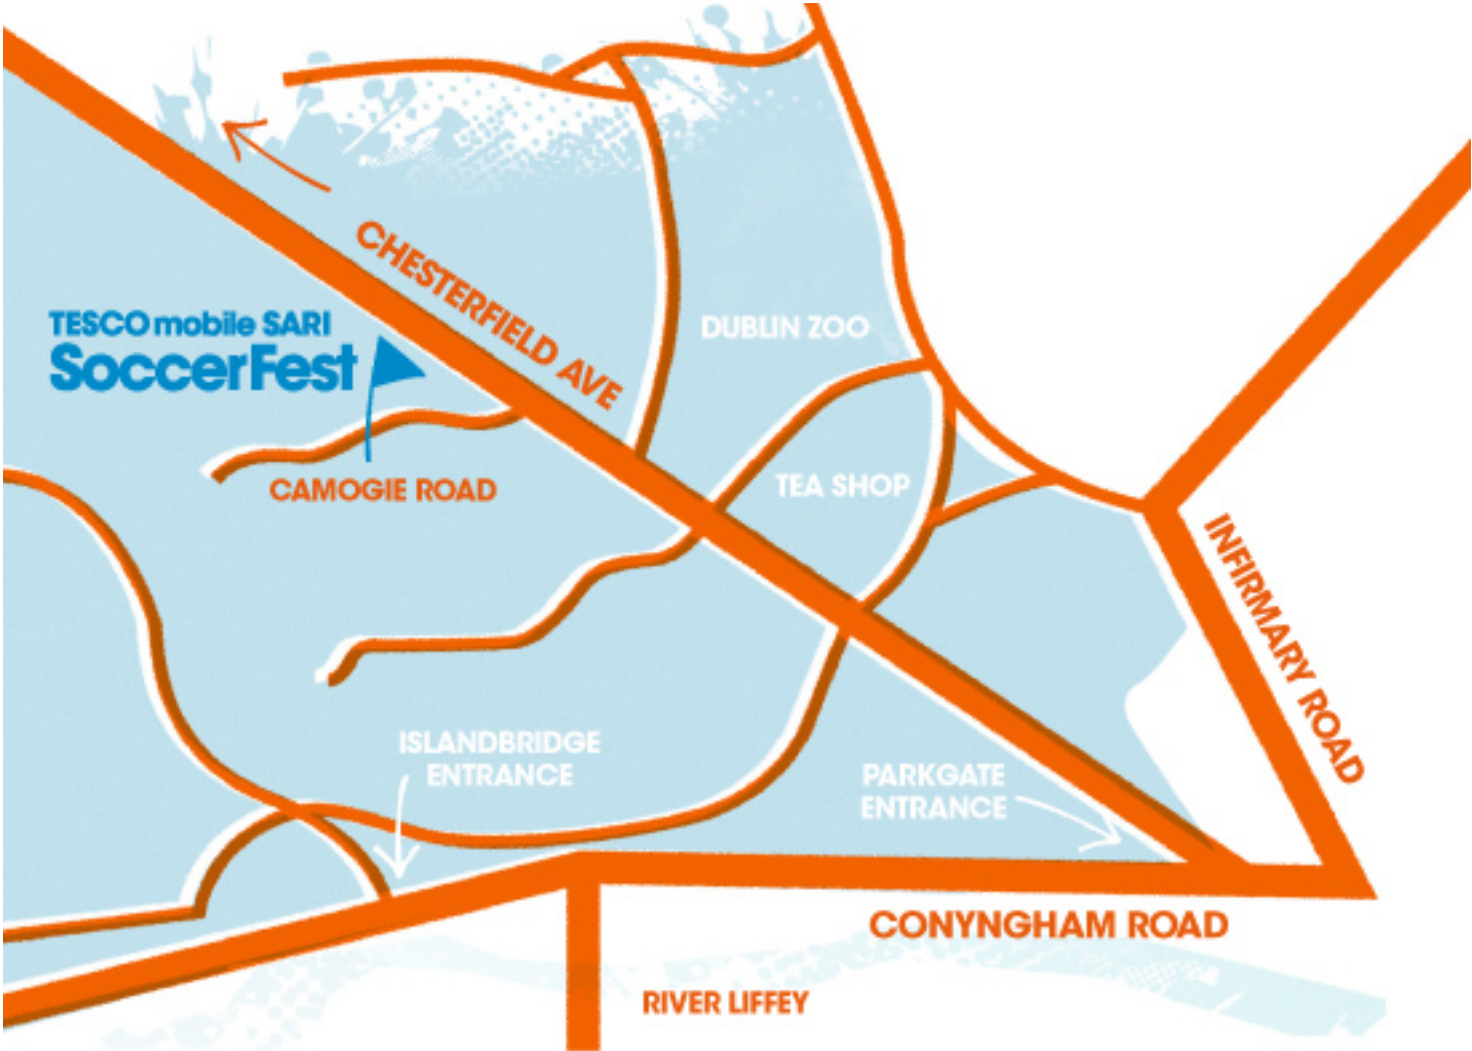 CHESTERFIELD AVE
TESCO mobile SARI
SoccerFest
DUBLIN ZOO
CAMOGIE ROAD
TEA SHOP
INFIRMARY ROAD
ISLANDBRIDGE
ENTRANCE
PARKGATE
ENTRANCE
CONYNGHAM ROAD
RIVER LIFFEY